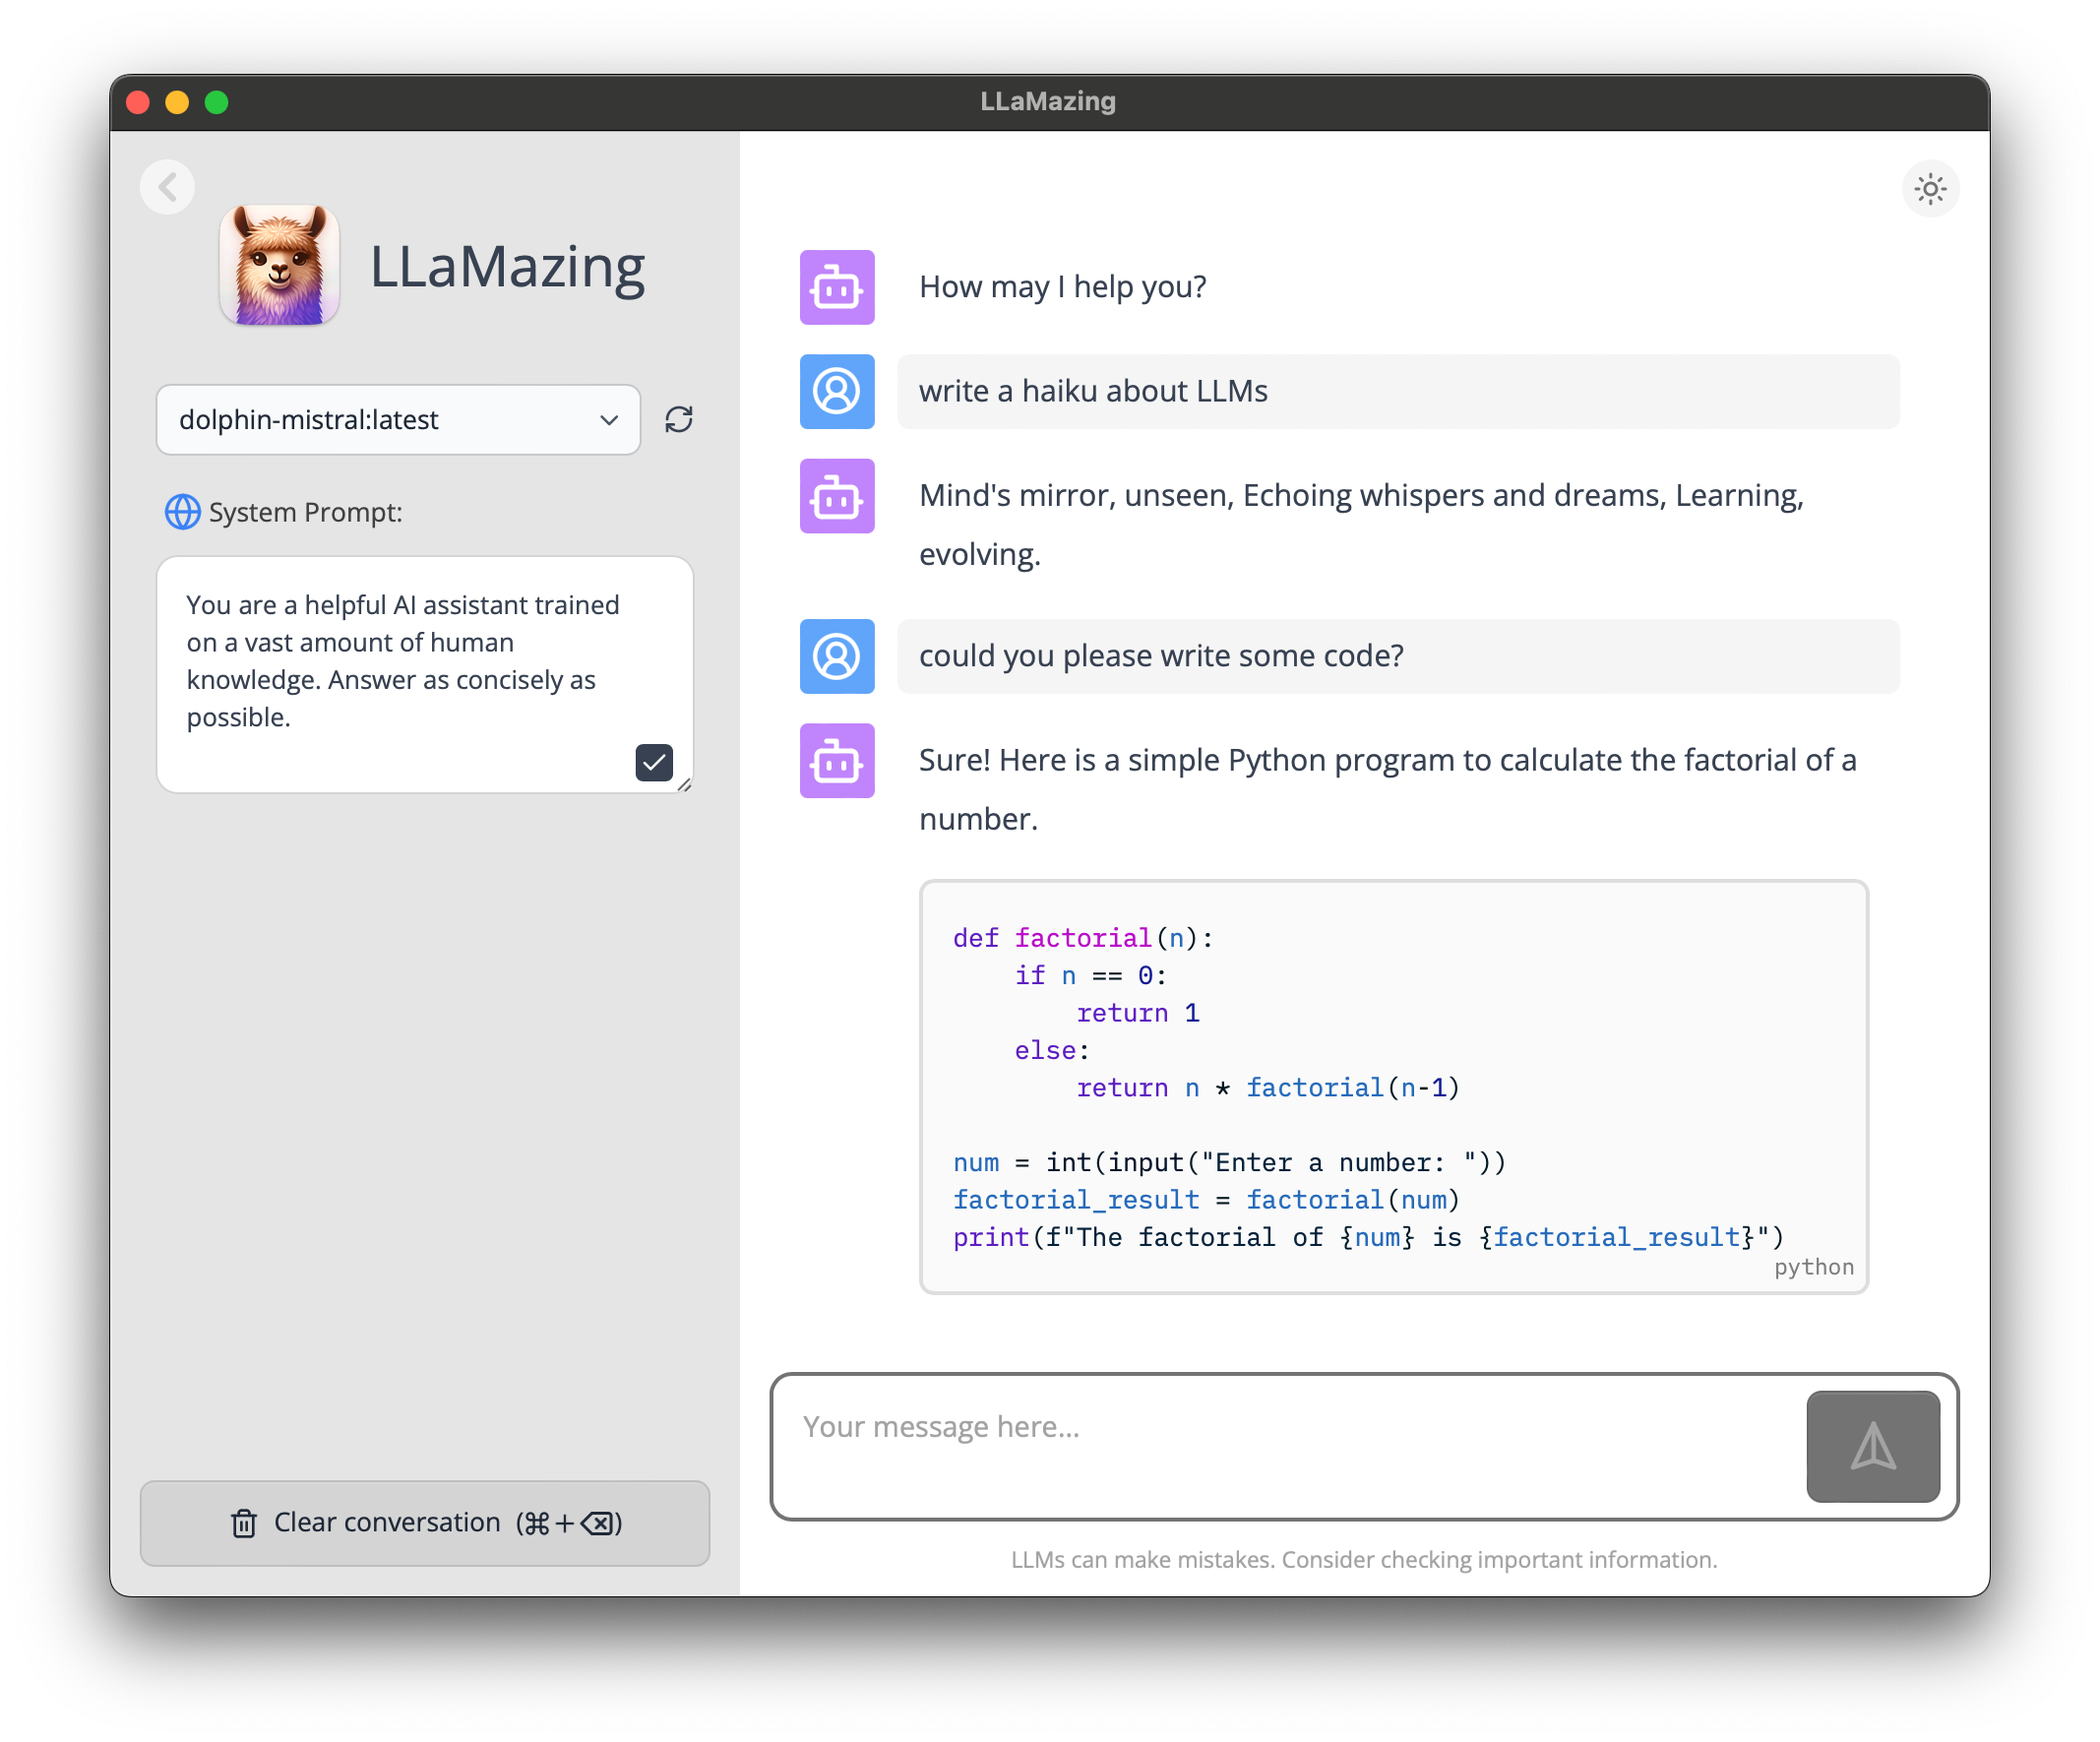 LLaMazing
LLaMazing
dolphin-mistral:latest
System Prompt:
You are a helpful AI assistant trained
on a vast amount of human
knowledge. Answer as concisely as
possible.
Clear conversation (⌘+⌫)
How may I help you?
write a haiku about LLMs
Mind's mirror, unseen, Echoing whispers and dreams, Learning,
evolving.
could you please write some code?
Sure! Here is a simple Python program to calculate the factorial of a
number.
def factorial(n):
    if n == 0:
        return 1
    else:
        return n * factorial(n-1)
num = int(input("Enter a number: "))
factorial_result = factorial(num)
print(f"The factorial of {num} is {factorial_result}")
python
Your message here...
LLMs can make mistakes. Consider checking important information.